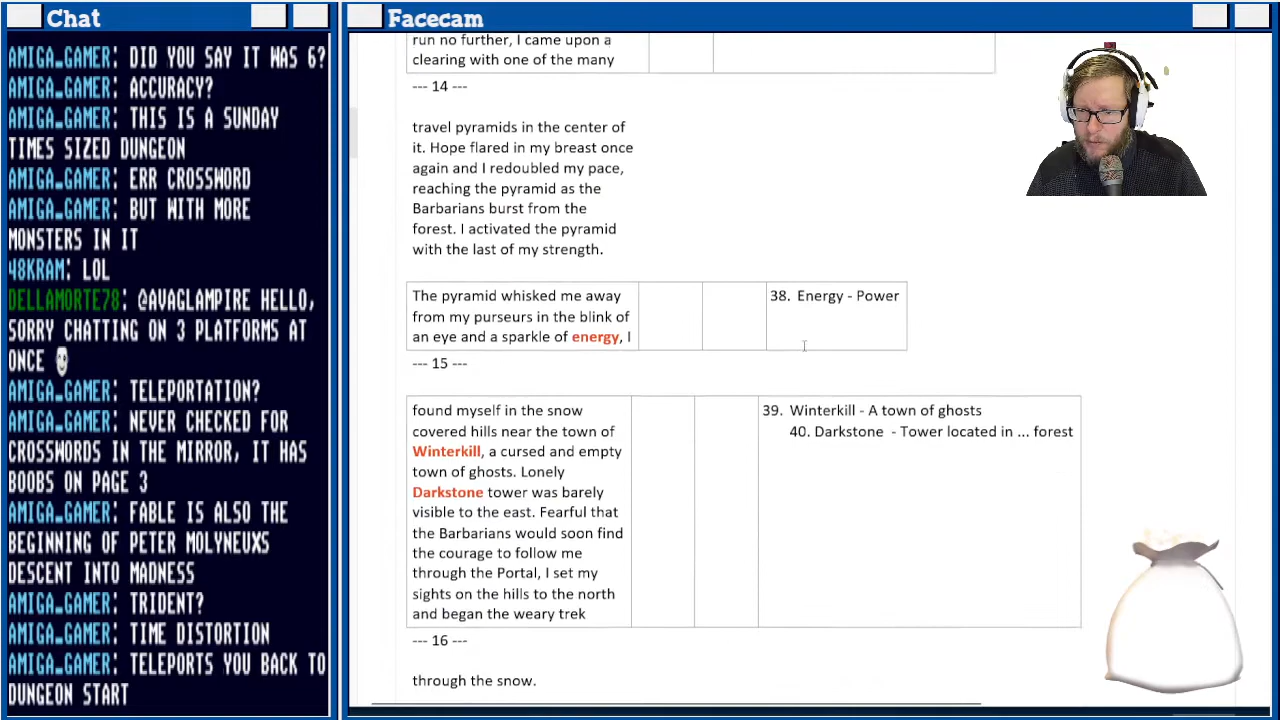 Chat
AMIGA_GAMER: DID YOU SAY IT WAS 6?
AMIGA_GAMER: ACCURACY?
AMIGA_GAMER: THIS IS A SUNDAY
TIMES SIZED DUNGEON
AMIGA_GAMER: ERR CROSSWORD
AMIGA_GAMER: BUT WITH MORE
MONSTERS IN IT
48KRAM: LOL
DELLAMORTE78: @AVAGLAMPIRE HELLO,
SORRY CHATTING ON 3 PLATFORMS AT
ONCE
AMIGA_GAMER: TELEPORTATION?
AMIGA_GAMER: NEVER CHECKED FOR
CROSSWORDS IN THE MIRROR, IT HAS
BOOBS ON PAGE 3
AMIGA_GAMER: FABLE IS ALSO THE
BEGINNING OF PETER MOLYNEUXS
DESCENT INTO MADNESS
AMIGA_GAMER: TRIDENT?
AMIGA_GAMER: TIME DISTORTION
AMIGA_GAMER: TELEPORTS YOU BACK TO
DUNGEON START
Facecam
run no further, I came upon a
clearing with one of the many
--- 14 ---
travel pyramids in the center of
it. Hope flared in my breast once
again and I redoubled my pace,
reaching the pyramid as the
Barbarians burst from the
forest. I activated the pyramid
with the last of my strength.
The pyramid whisked me away
from my purseurs in the blink of
an eye and a sparkle of energy, I
38. Energy - Power
--- 15 ---
found myself in the snow
covered hills near the town of
Winterkill, a cursed and empty
town of ghosts. Lonely
Darkstone tower was barely
visible to the east. Fearful that
the Barbarians would soon find
the courage to follow me
through the Portal, I set my
sights on the hills to the north
and began the weary trek
39. Winterkill - A town of ghosts
40. Darkstone - Tower located in ... forest
--- 16 ---
through the snow.